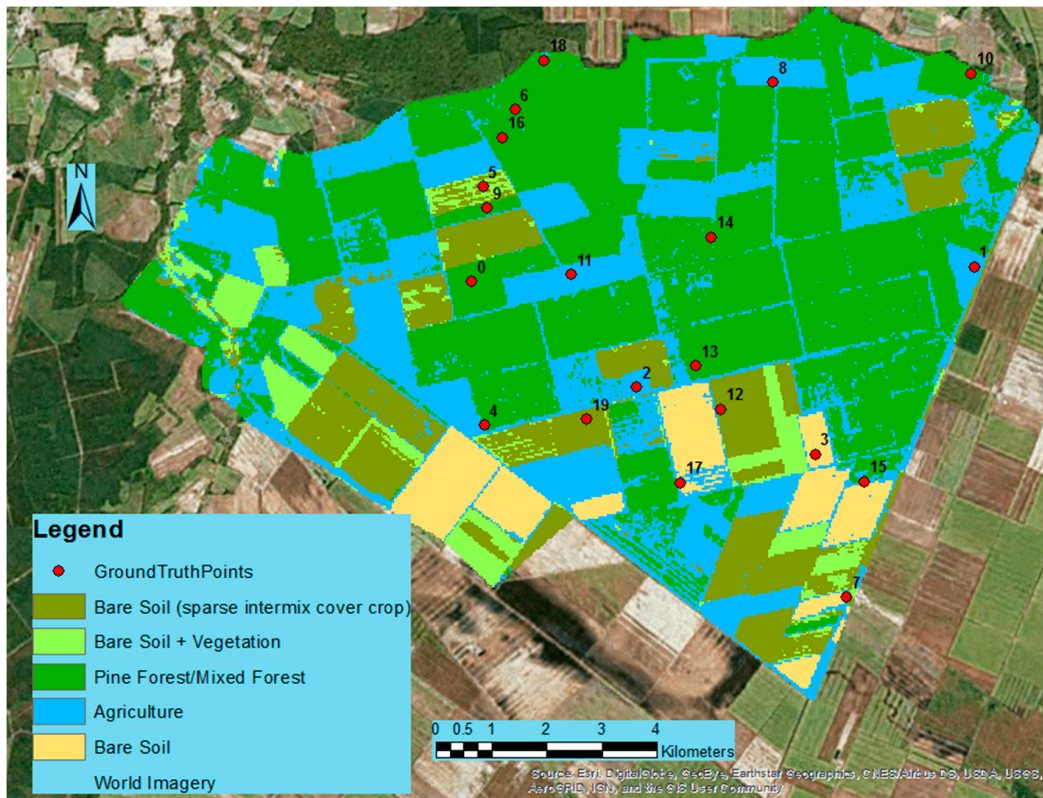 18
10
8
6
16
N
5
9
14
1
11
0
13
2
12
19
4
3
17
15
7
Legend
GroundTruthPoints
Bare Soil (sparse intermix cover crop)
Bare Soil + Vegetation
Pine Forest/Mixed Forest
Agriculture
Bare Soil
World Imagery
0 0.5 1 2 3 4
Kilometers
Source: Esri, DigitalGlobe, GeoEye, Earthstar Geographics, CNES/Airbus DS, USDA, USGS,
AeroGRID, IGN, and the GIS User Community